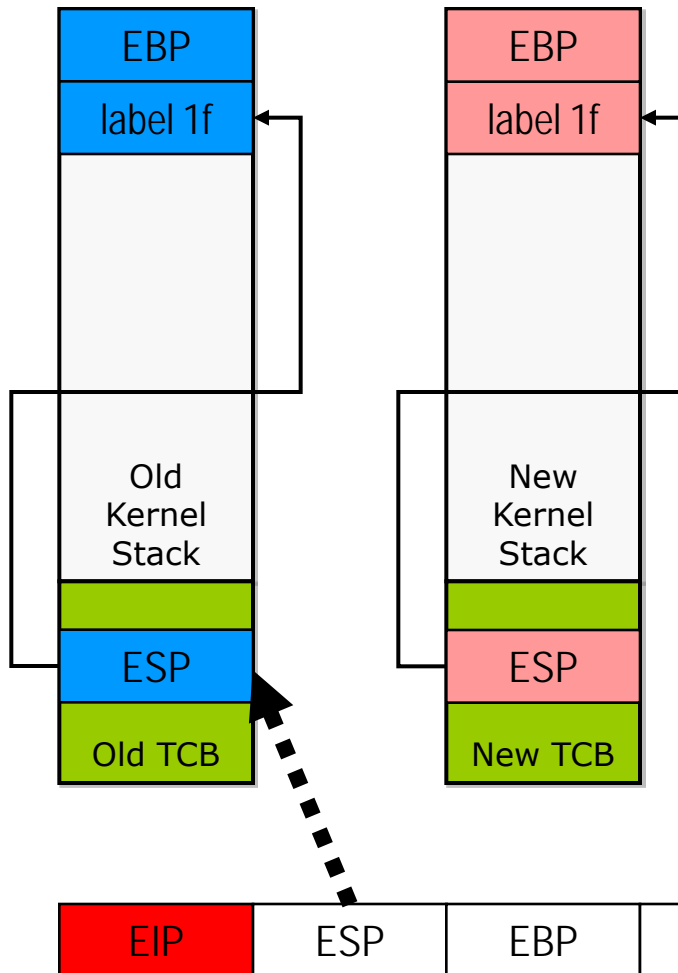 EBP
label 1f
Old
Kernel
Stack
ESP
Old TCB
EBP
label 1f
New
Kernel
Stack
ESP
New TCB
EIP
ESP
EBP